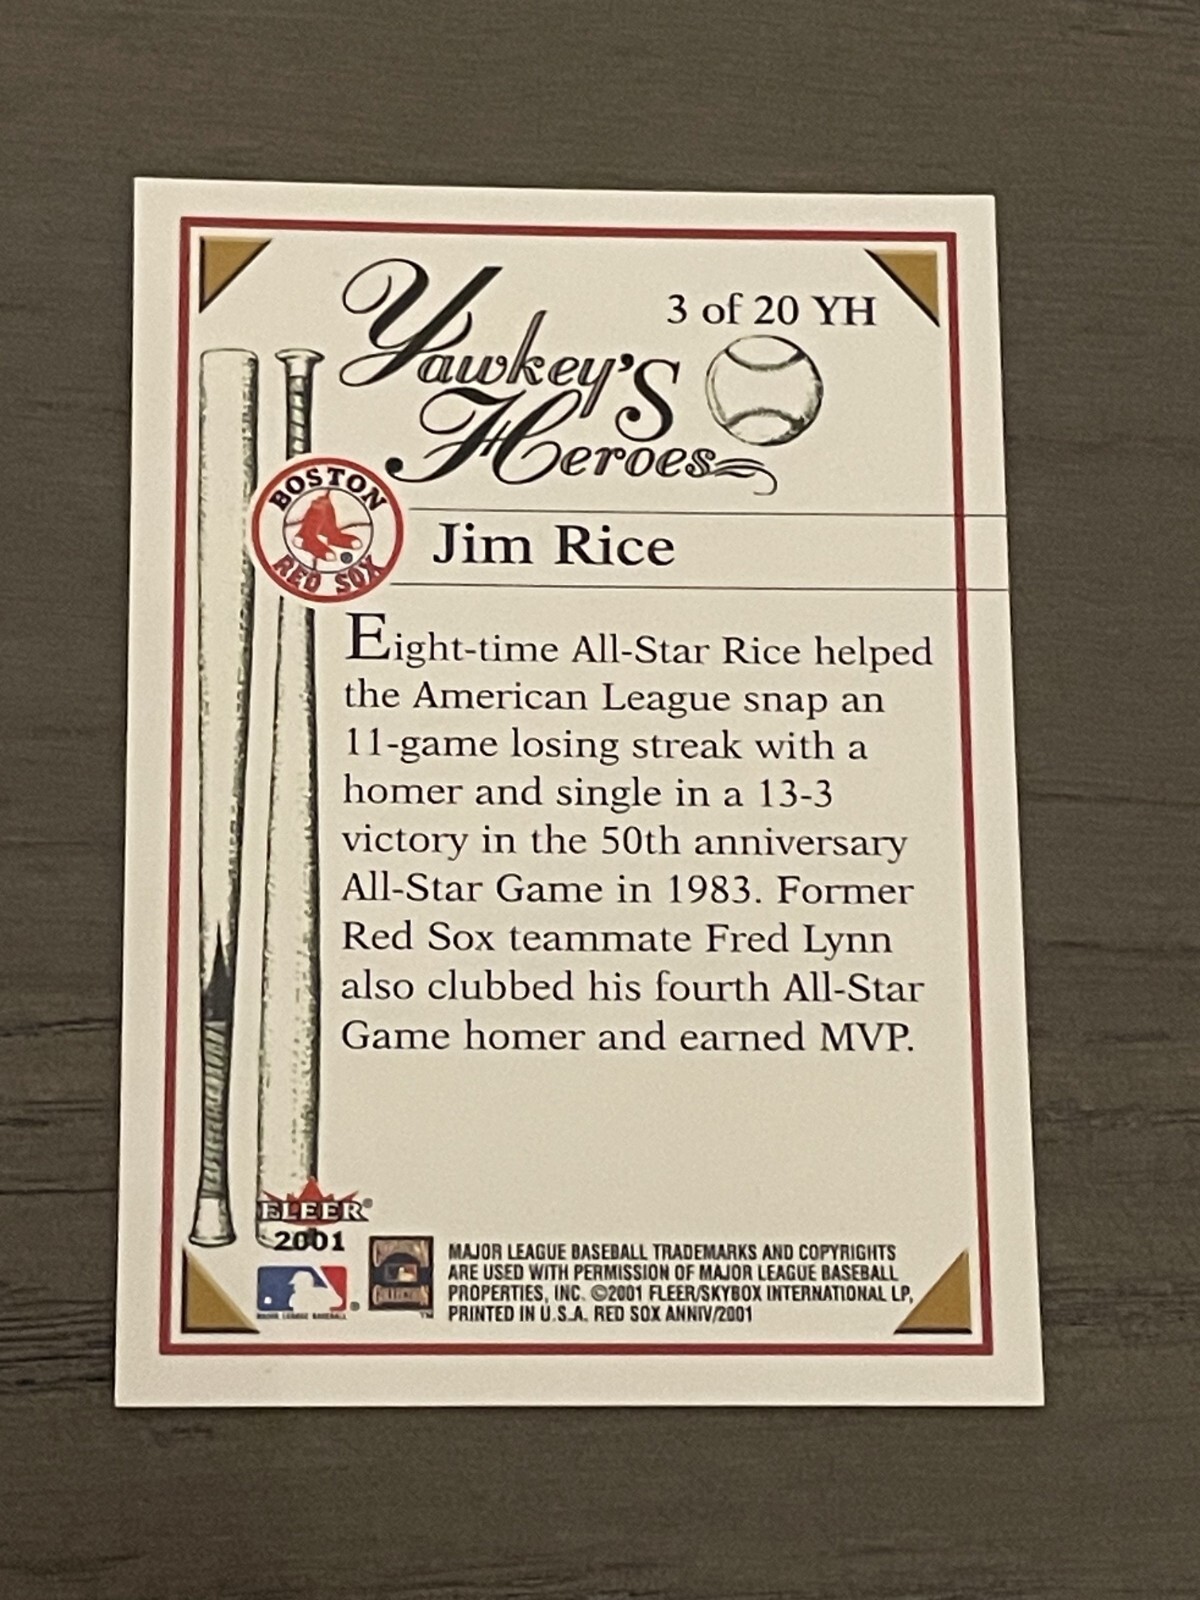 3 of 20 YH
Yawkey's
Heroes
BOSTON
RED SOX
Jim Rice
Eight-time All-Star Rice helped
the American League snap an
11-game losing streak with a
homer and single in a 13-3
victory in the 50th anniversary
All-Star Game in 1983. Former
Red Sox teammate Fred Lynn
also clubbed his fourth All-Star
Game homer and earned MVP.
FLEER®
2001
MAJOR LEAGUE BASEBALL
MAJOR LEAGUE BASEBALL TRADEMARKS AND COPYRIGHTS
ARE USED WITH PERMISSION OF MAJOR LEAGUE BASEBALL
PROPERTIES, INC. ©2001 FLEER/SKYBOX INTERNATIONAL LP,
PRINTED IN U.S.A. RED SOX ANNIV/2001